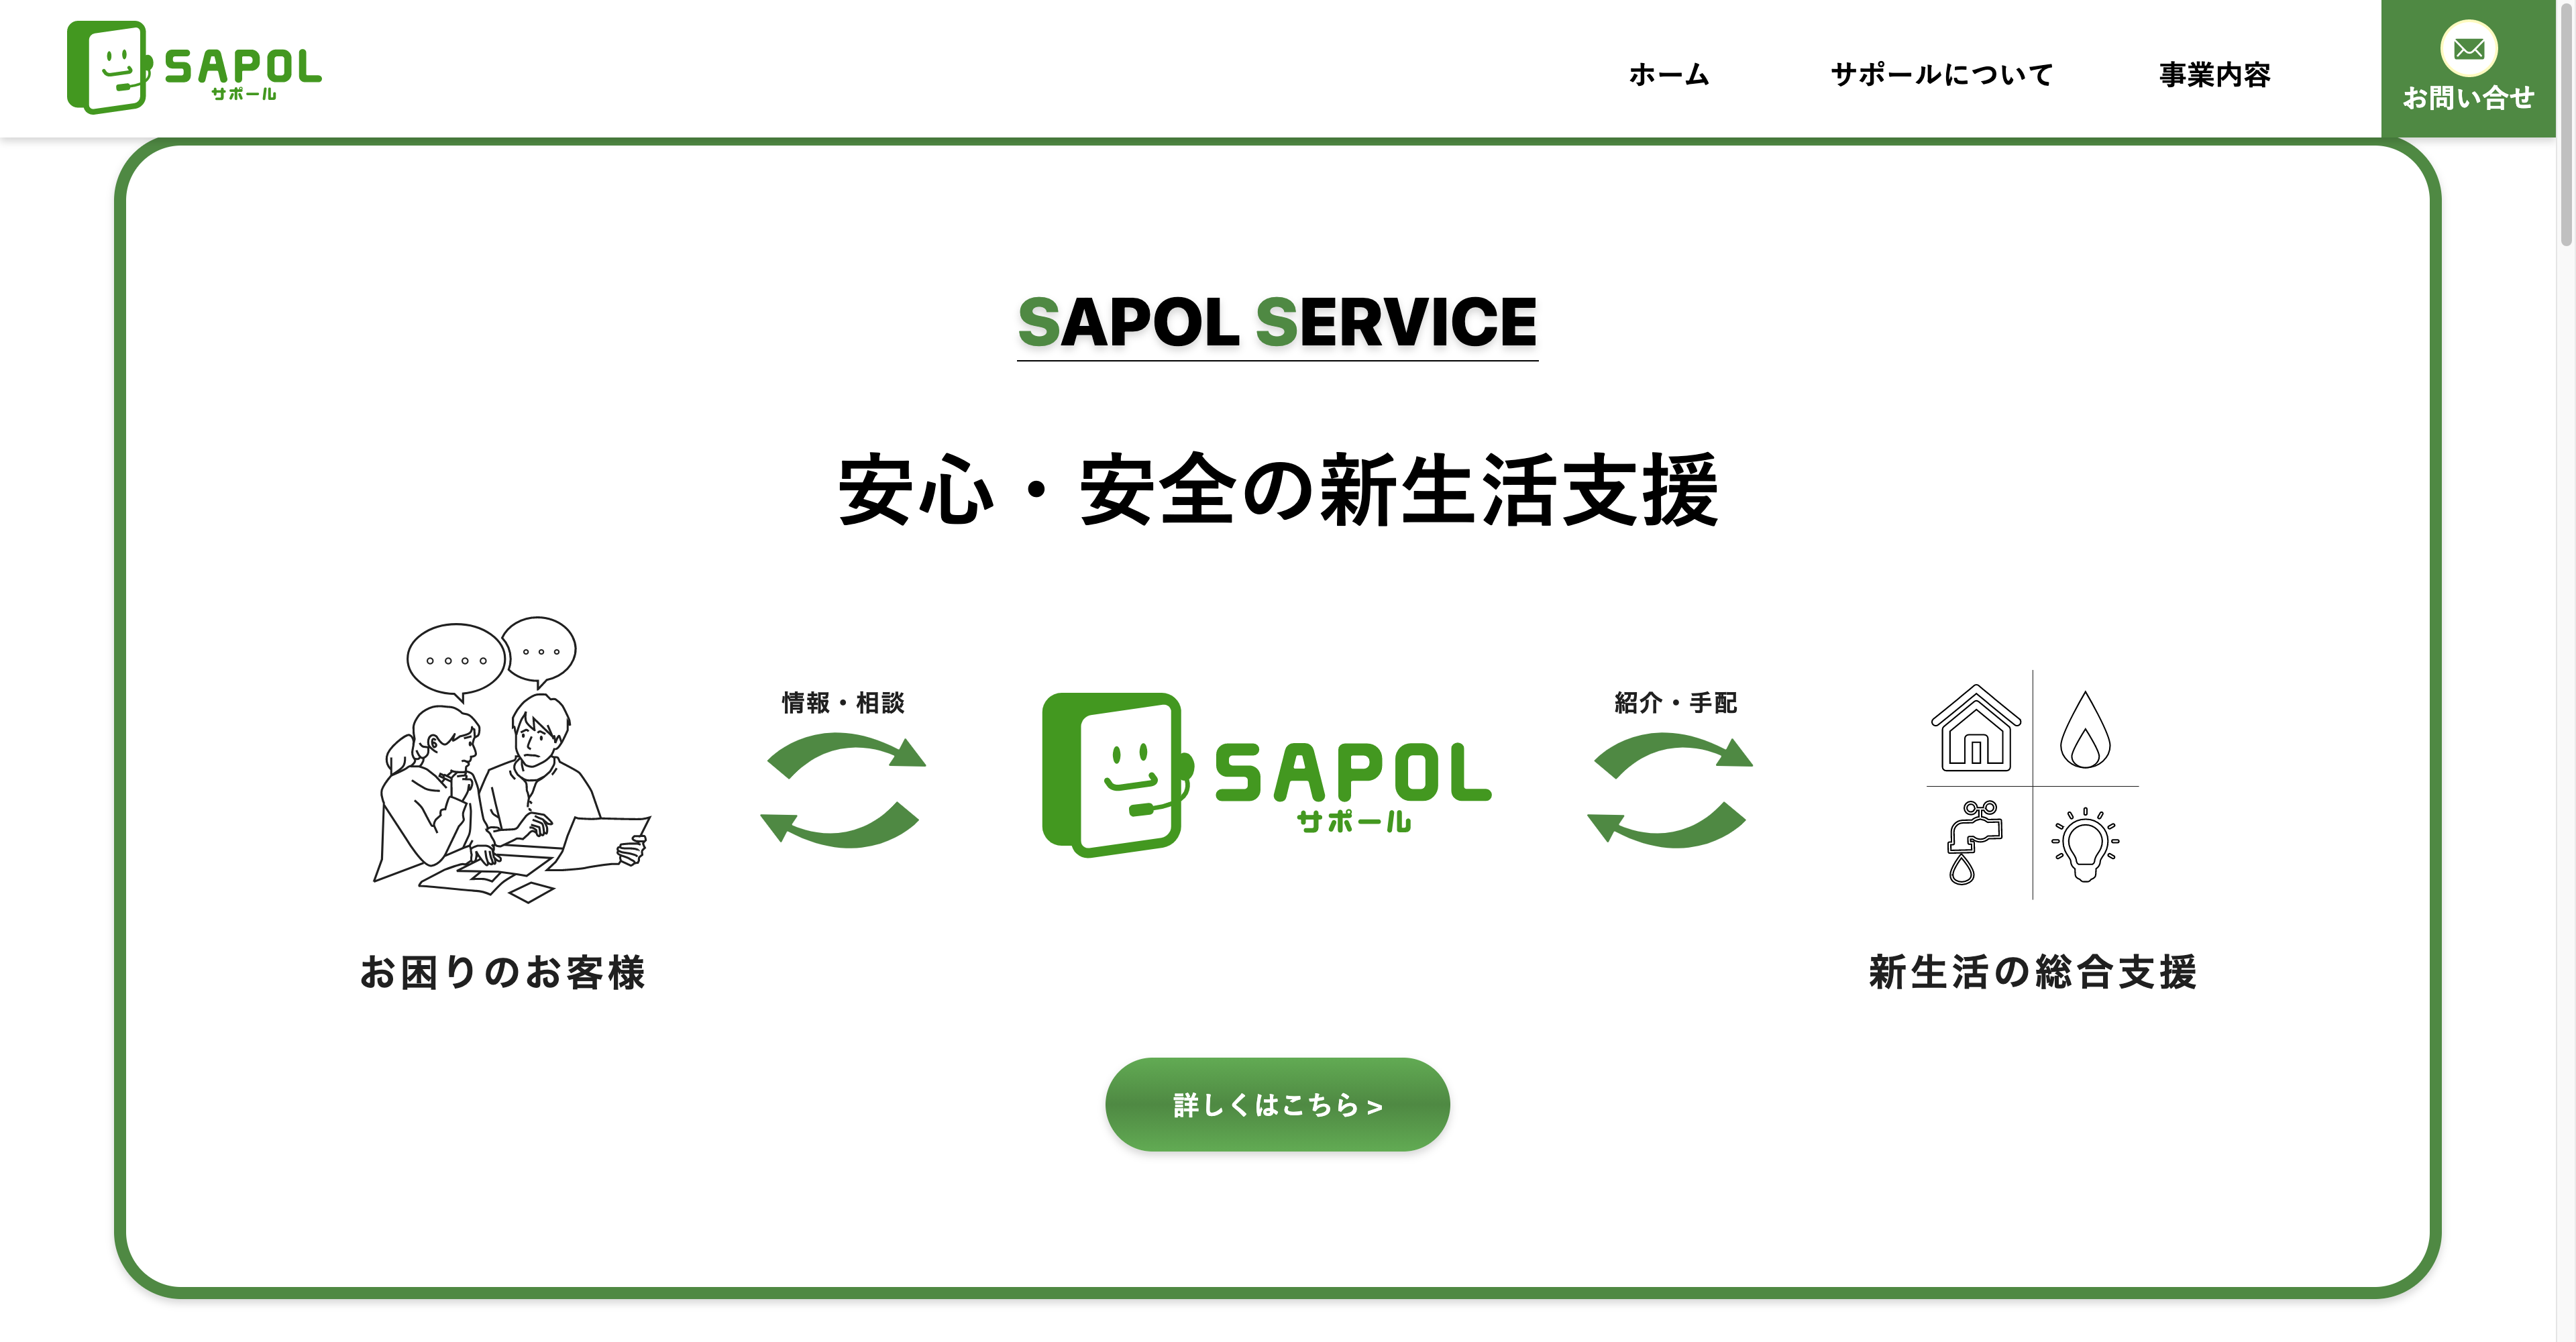 SAPOL
サポール
ホーム
サポールについて
事業内容
お問い合せ
SAPOL SERVICE
安心・安全の新生活支援
情報・相談
SAPOL
サポール
紹介・手配
お困りのお客様
新生活の総合支援
詳しくはこちら >